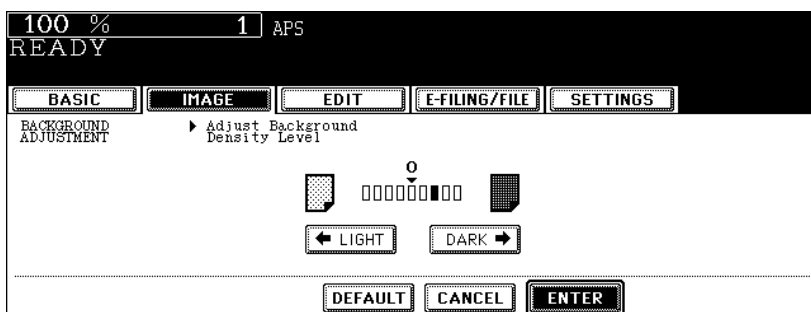 100 % 1 APS
READY
BASIC IMAGE EDIT E-FILING/FILE SETTINGS
BACKGROUND
ADJUSTMENT
Adjust Background
Density Level
0
LIGHT DARK
DEFAULT CANCEL ENTER